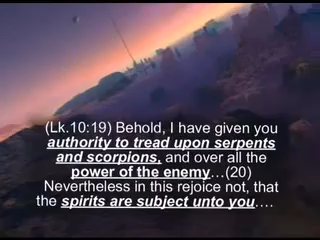 (Lk.10:19) Behold, I have given you
authority to tread upon serpents
and scorpions, and over all the
power of the enemy…(20)
Nevertheless in this rejoice not, that
the spirits are subject unto you….